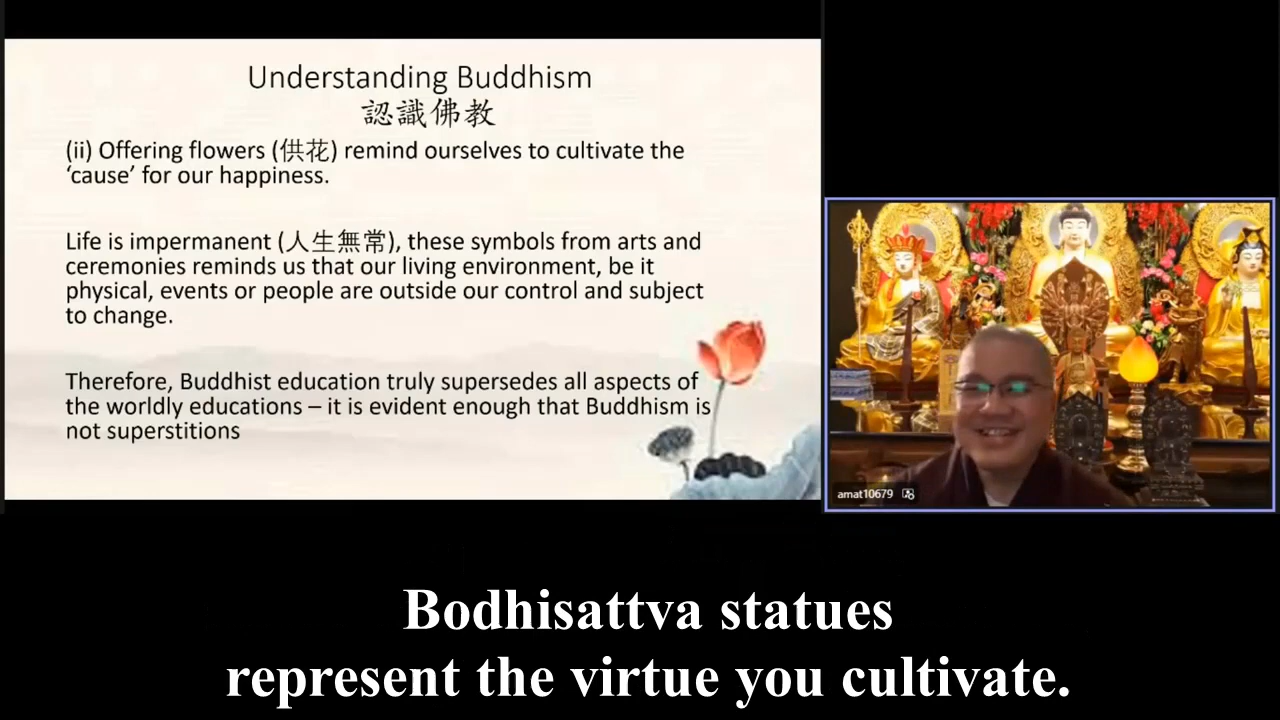 Understanding Buddhism
認識佛教
(ii) Offering flowers (供花) remind ourselves to cultivate the
‘cause’ for our happiness.
Life is impermanent (人生無常), these symbols from arts and
ceremonies reminds us that our living environment, be it
physical, events or people are outside our control and subject
to change.
Therefore, Buddhist education truly supersedes all aspects of
the worldly educations – it is evident enough that Buddhism is
not superstitions
amat10679
Bodhisattva statues
represent the virtue you cultivate.